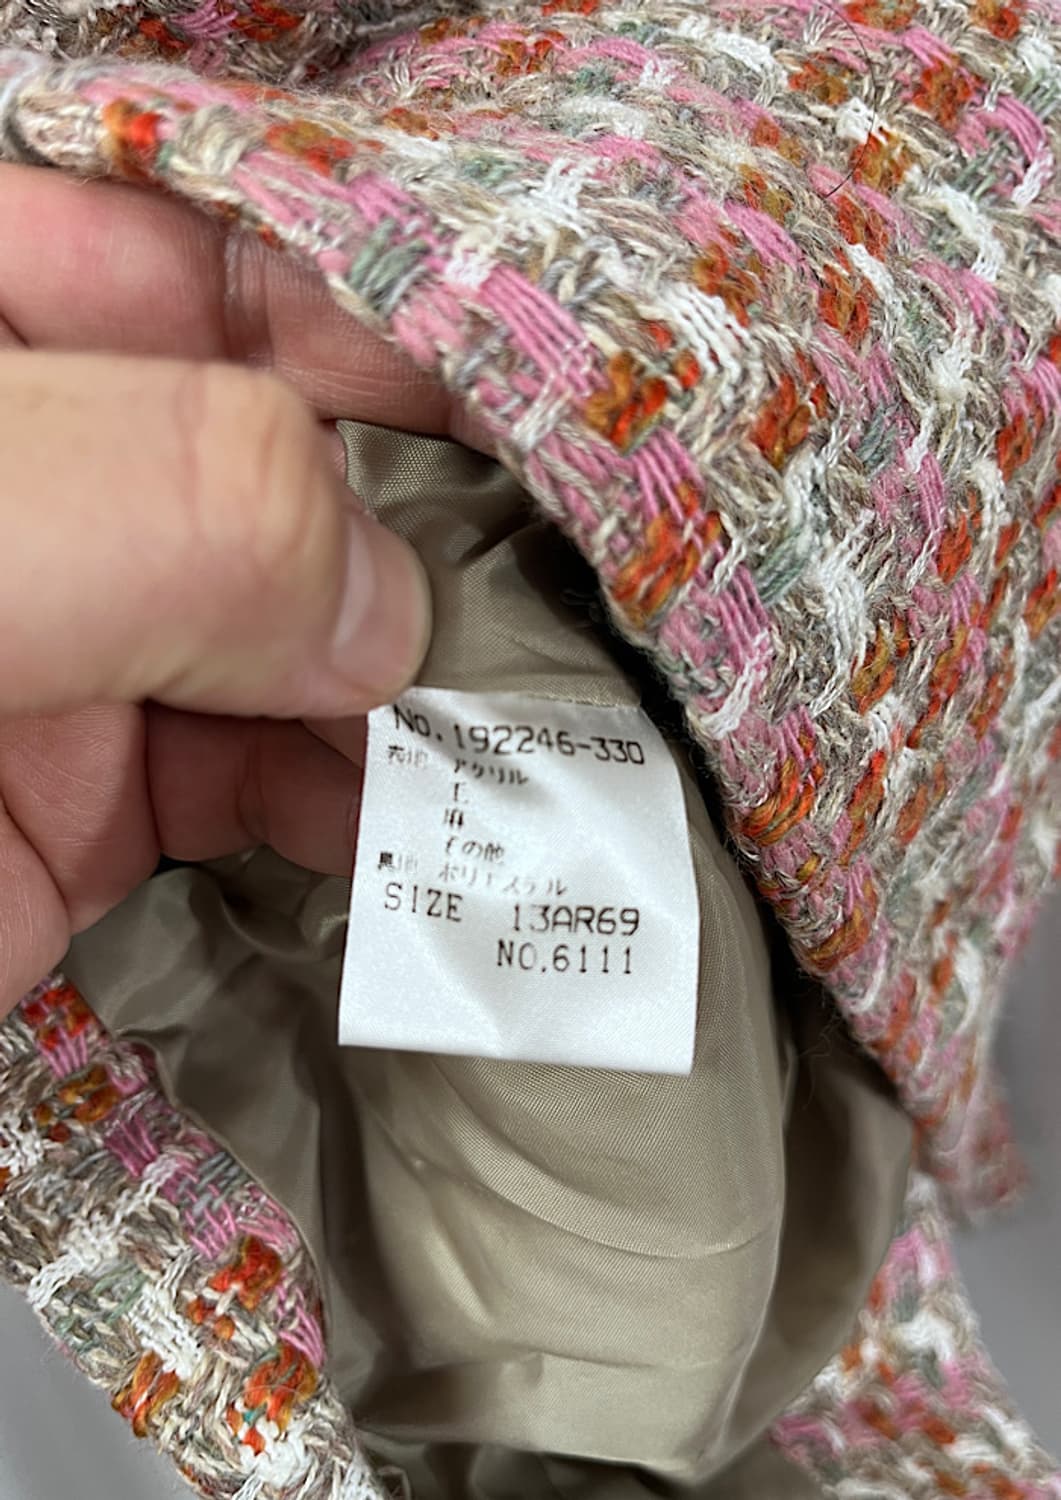 No.192246-330
表地 アクリル
毛
麻
その他
裏地 ポリエステル
SIZE 13AR69
NO.6111